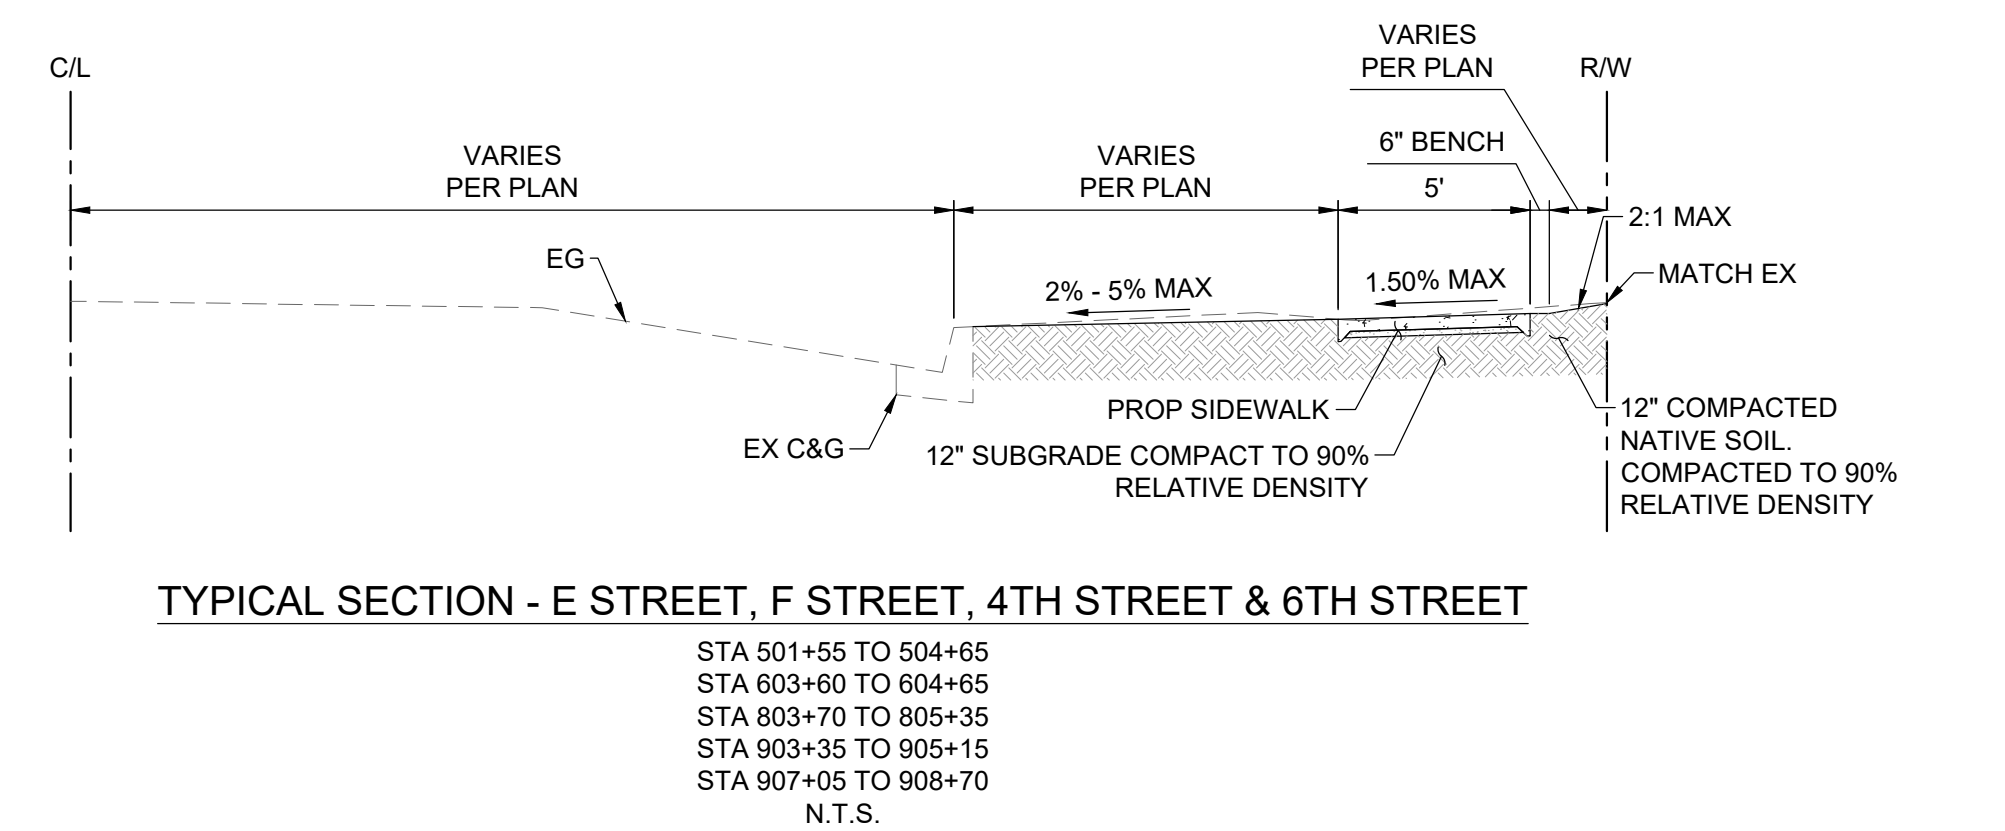 C/L
VARIES
PER PLAN
VARIES
PER PLAN
VARIES
PER PLAN
R/W
6" BENCH
5'
2:1 MAX
MATCH EX
EG
2% - 5% MAX
1.50% MAX
PROP SIDEWALK
EX C&G
12" SUBGRADE COMPACT TO 90%
RELATIVE DENSITY
12" COMPACTED
NATIVE SOIL.
COMPACTED TO 90%
RELATIVE DENSITY
TYPICAL SECTION - E STREET, F STREET, 4TH STREET & 6TH STREET
STA 501+55 TO 504+65
STA 603+60 TO 604+65
STA 803+70 TO 805+35
STA 903+35 TO 905+15
STA 907+05 TO 908+70
N.T.S.